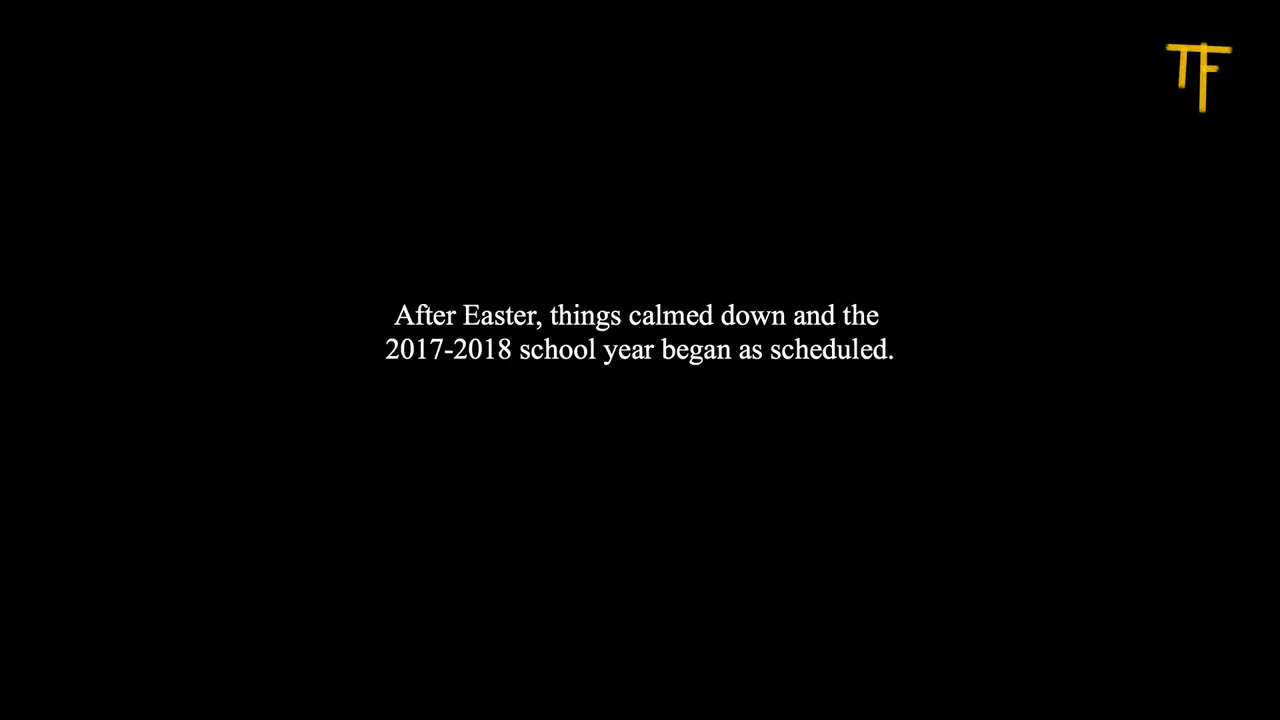 TF
After Easter, things calmed down and the
2017-2018 school year began as scheduled.